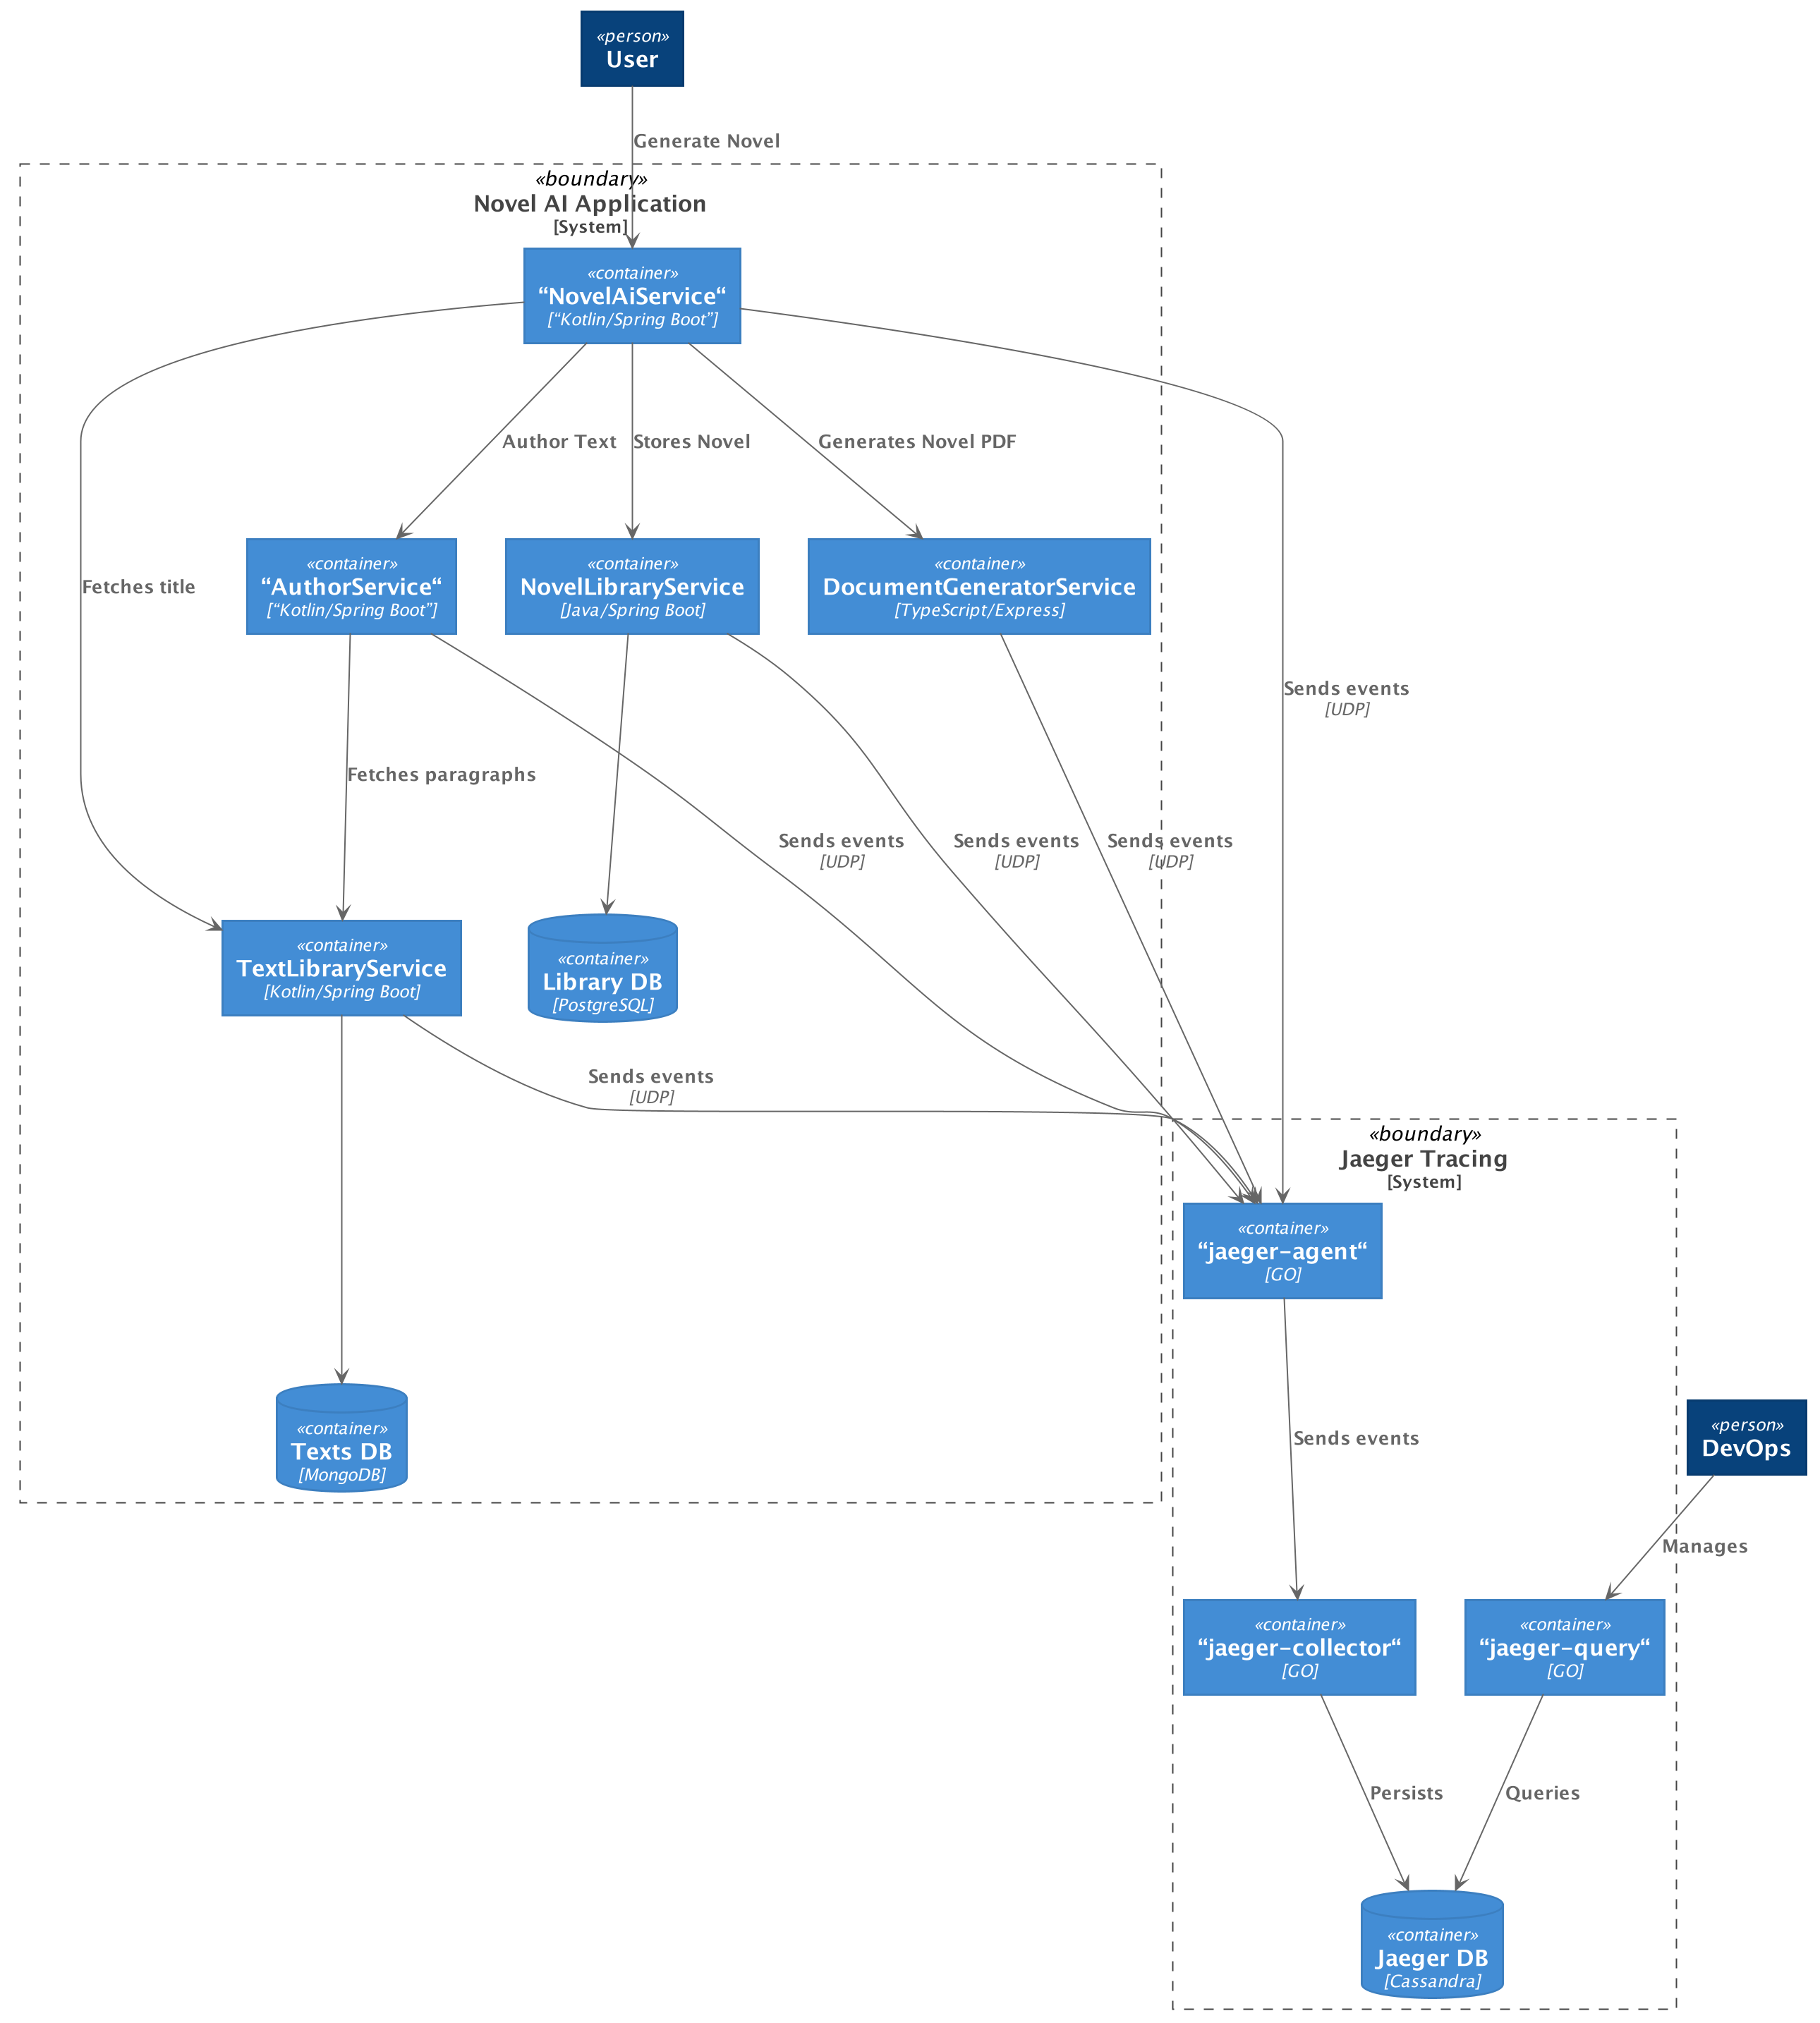 «person»
User
Generate Novel
«boundary»
Novel AI Application
[System]
«container»
“NovelAiService“
[“Kotlin/Spring Boot”]
Author Text
Stores Novel
Generates Novel PDF
«container»
“AuthorService“
[“Kotlin/Spring Boot”]
«container»
NovelLibraryService
[Java/Spring Boot]
«container»
DocumentGeneratorService
[TypeScript/Express]
Fetches title
Sends events
[UDP]
Fetches paragraphs
Sends events
[UDP]
Sends events
[UDP]
Sends events
[UDP]
«container»
TextLibraryService
[Kotlin/Spring Boot]
«container»
Library DB
[PostgreSQL]
Sends events
[UDP]
«boundary»
Jaeger Tracing
[System]
«container»
“jaeger-agent“
[GO]
«container»
Texts DB
[MongoDB]
Sends events
«person»
DevOps
Manages
«container»
“jaeger-collector“
[GO]
«container»
“jaeger-query“
[GO]
Persists
Queries
«container»
Jaeger DB
[Cassandra]